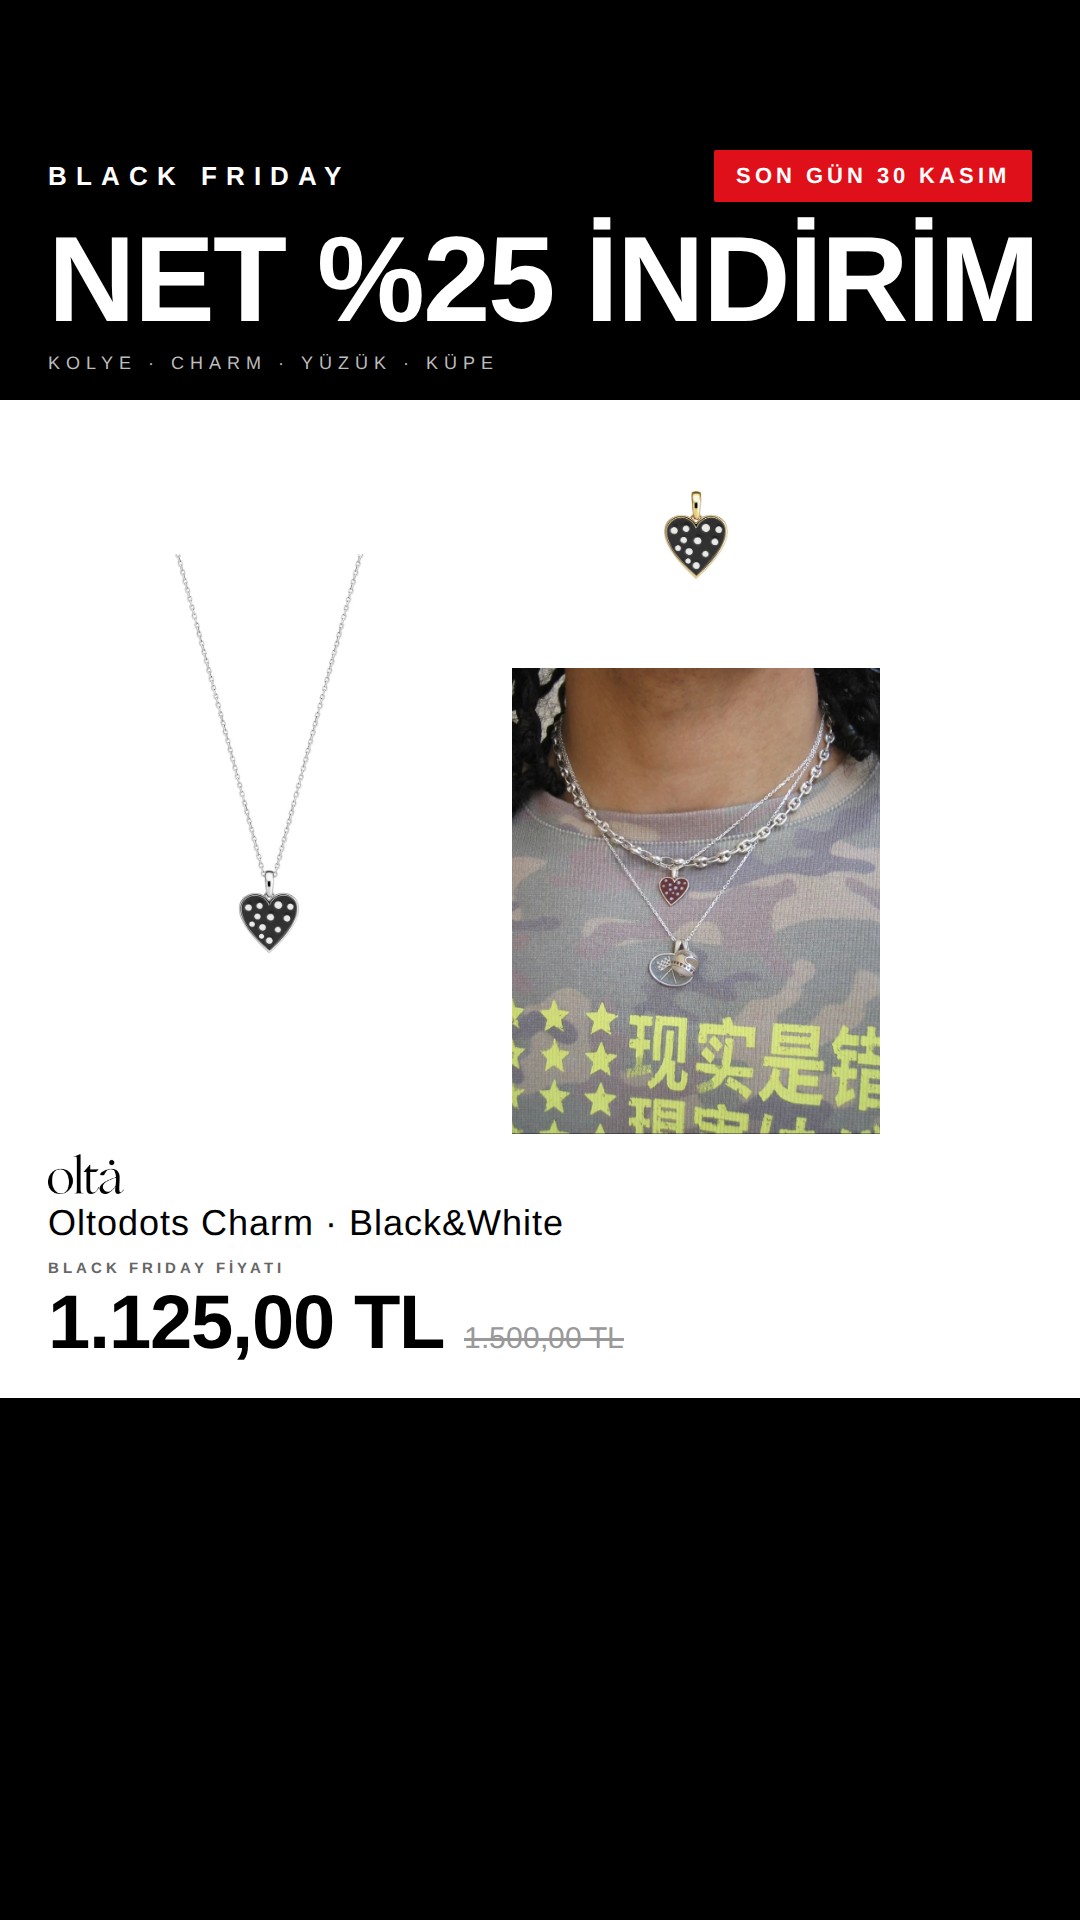 BLACK FRIDAY
SON GÜN 30 KASIM
NET %25 İNDİRİM
KOLYE · CHARM · YÜZÜK · KÜPE
现实是错
olta
Oltodots Charm · Black&White
BLACK FRIDAY FİYATI
1.125,00 TL 1.500,00 TL